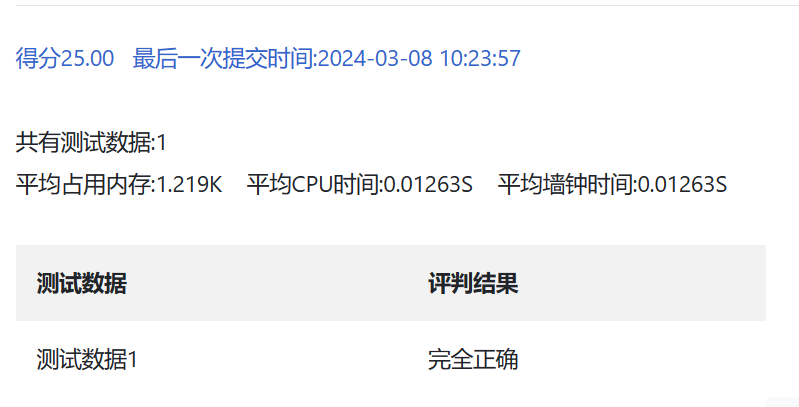 得分25.00 最后一次提交时间:2024-03-08 10:23:57
共有测试数据:1
平均占用内存:1.219K 平均CPU时间:0.01263S 平均墙钟时间:0.01263S
测试数据 评判结果
测试数据1 完全正确